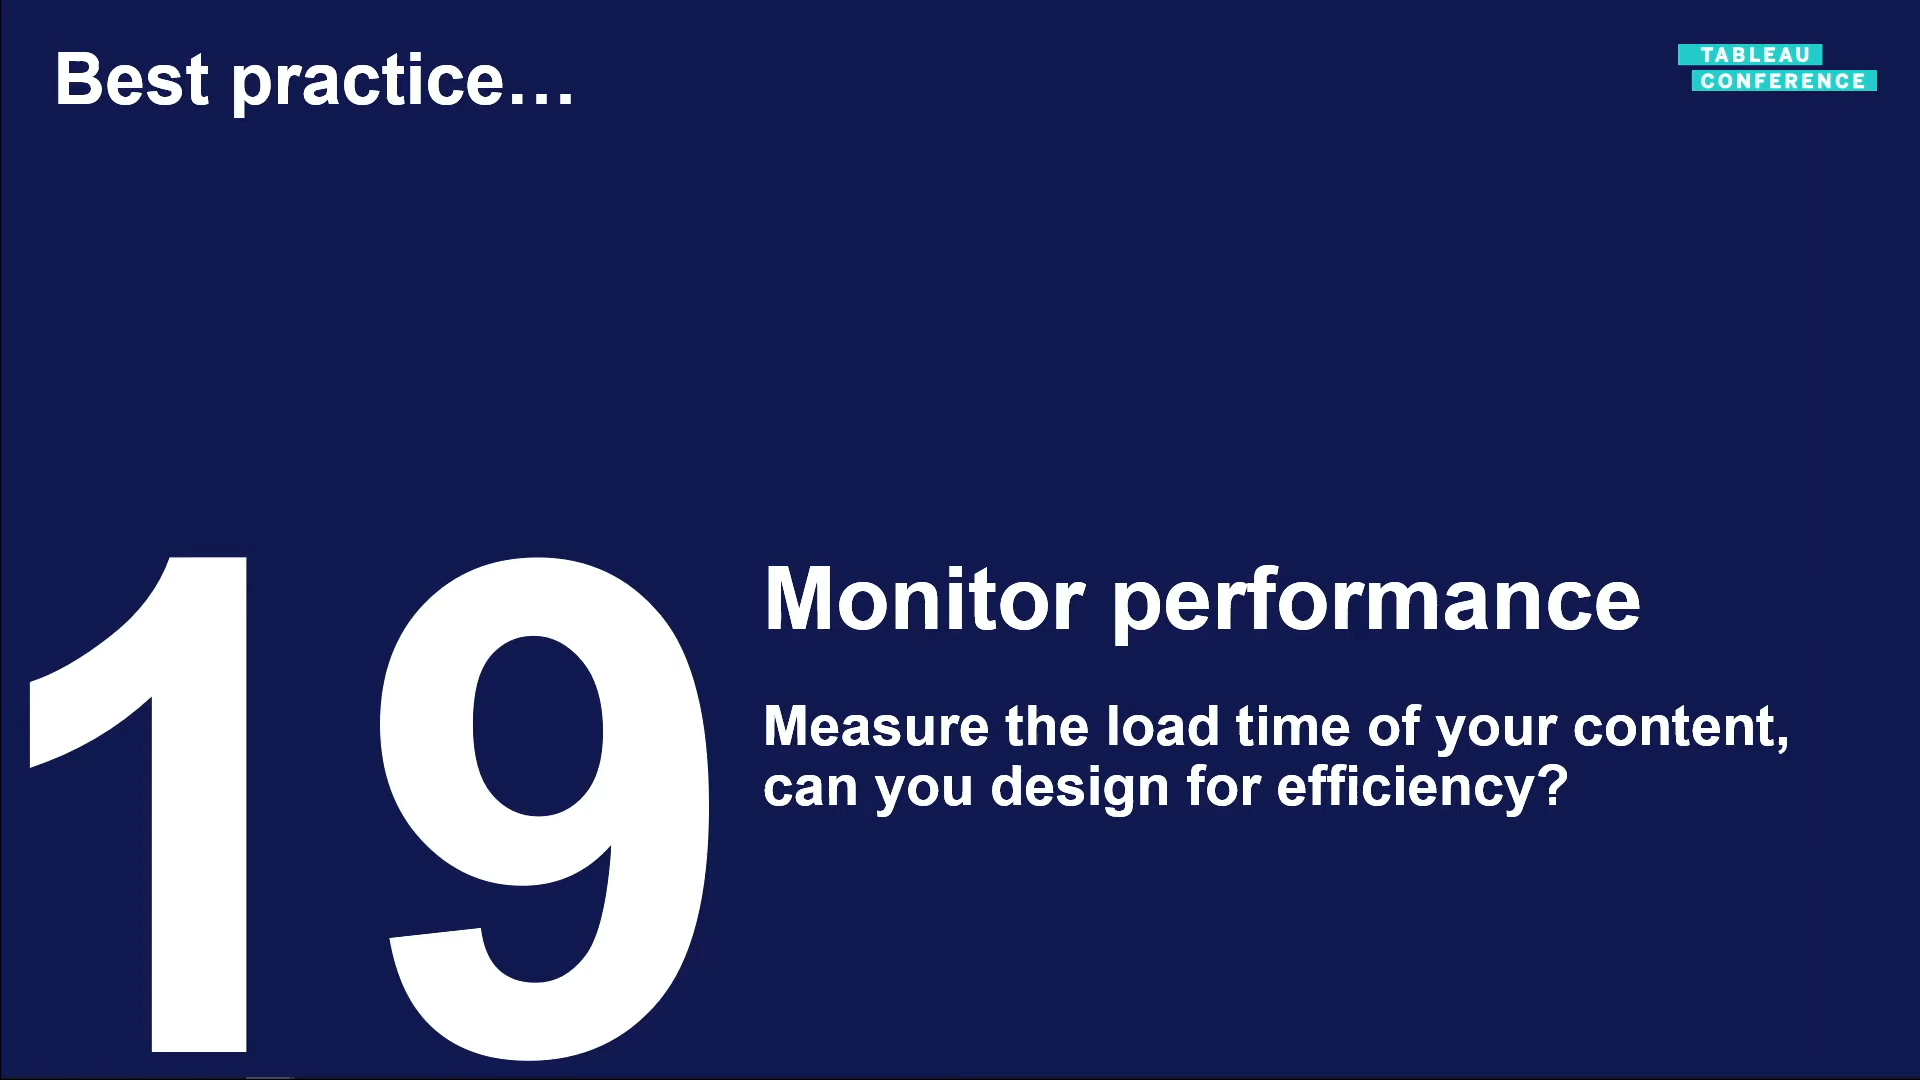 Best practice…
TABLEAU
CONFERENCE
19
Monitor performance
Measure the load time of your content,
can you design for efficiency?